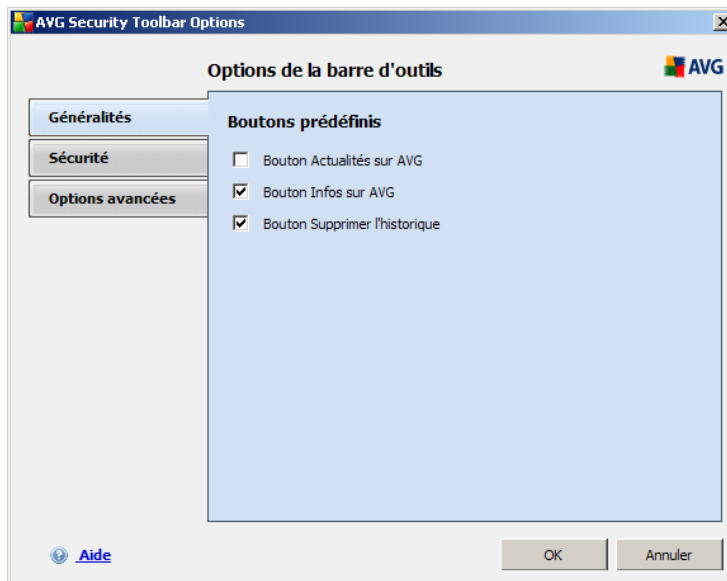 AVG Security Toolbar Options
Options de la barre d'outils
AVG
Généralités
Sécurité
Options avancées
Boutons prédéfinis
Bouton Actualités sur AVG
Bouton Infos sur AVG
Bouton Supprimer l'historique
Aide
OK
Annuler